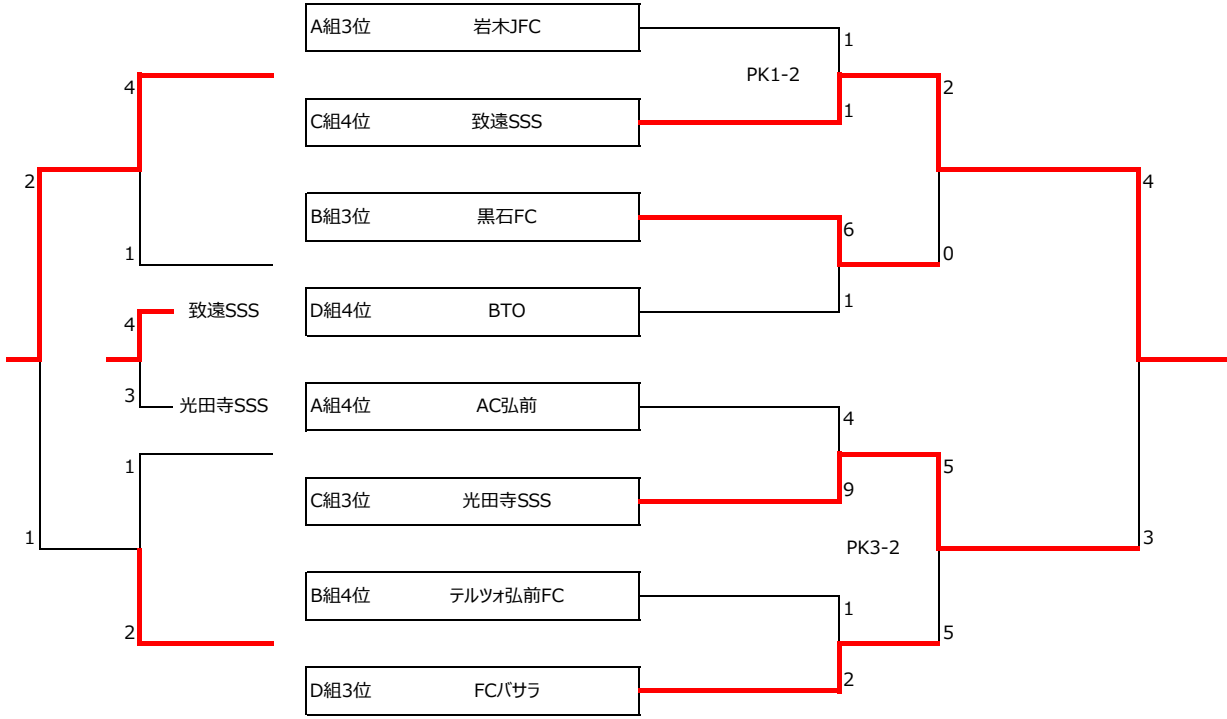 A組3位 岩木JFC
1
PK1-2
4
2
C組4位 致遠SSS
1
2
4
B組3位 黒石FC
6
1
0
D組4位 BTO
1
致遠SSS
4
3
光田寺SSS
A組4位 AC弘前
4
1
5
C組3位 光田寺SSS
9
1
PK3-2
3
B組4位 テルツォ弘前FC
1
2
5
D組3位 FCバサラ
2